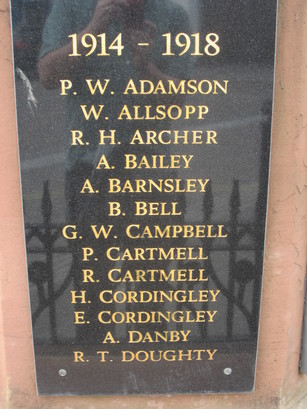 1914 - 1918
P. W. ADAMSON
W. ALLSOPP
R. H. ARCHER
A. BAILEY
A. BARNSLEY
B. BELL
G. W. CAMPBELL
P. CARTMELL
R. CARTMELL
H. CORDINGLEY
E. CORDINGLEY
A. DANBY
R. T. DOUGHTY